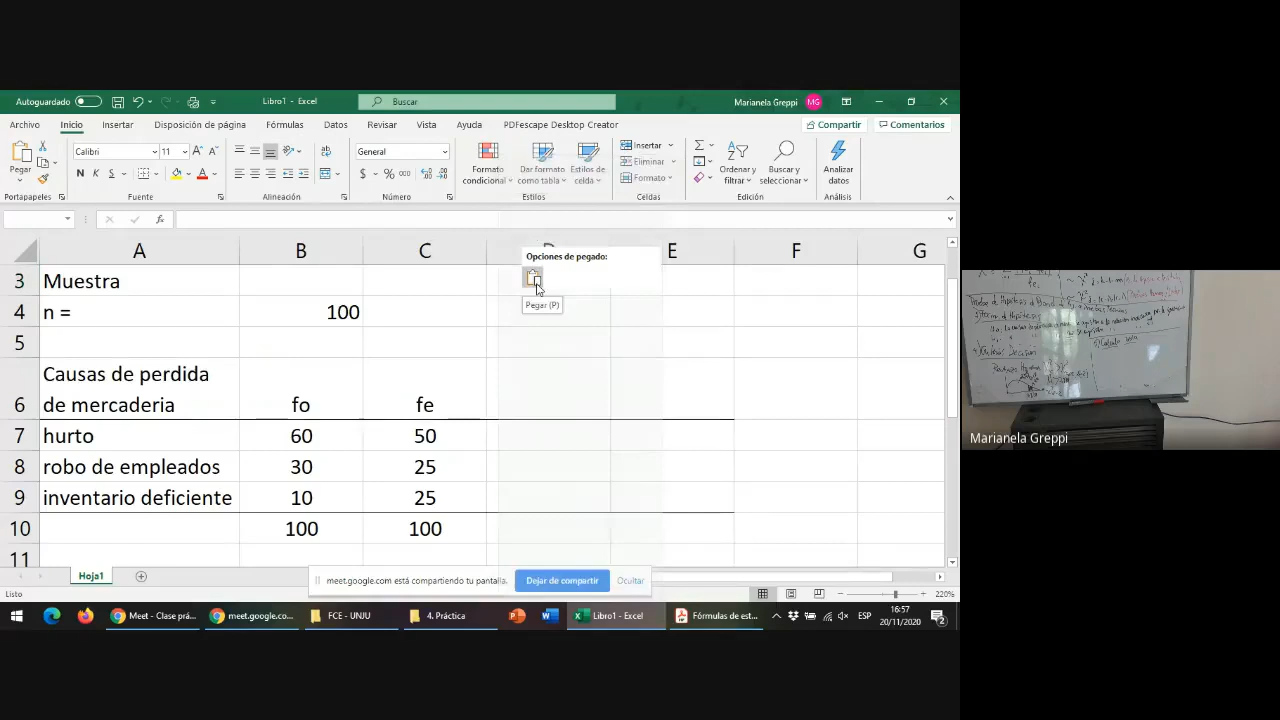 Autoguardado
Libro1 - Excel
Buscar
Marianela Greppi
MG
Archivo Inicio Insertar Disposición de página Fórmulas Datos Revisar Vista Ayuda PDFescape Desktop Creator
Compartir Comentarios
Pegar
Calibri 11
N K S
General
$ % 000
Formato condicional
Dar formato como tabla
Estilos de celda
Insertar
Eliminar
Formato
Ordenar y filtrar
Buscar y seleccionar
Analizar datos
Portapapeles Fuente Alineación Número Estilos Celdas Edición Análisis
fx
A B C D E F G
Opciones de pegado:
Pegar (P)
3 Muestra
4 n = 100
5
Causas de perdida
6 de mercaderia fo fe
7 hurto 60 50
8 robo de empleados 30 25
9 inventario deficiente 10 25
10 100 100
11
Hoja1
meet.google.com está compartiendo tu pantalla.
Dejar de compartir
Ocultar
Listo
220%
Meet - Clase prá...
meet.google.co...
FCE - UNJU
4. Práctica
Libro1 - Excel
Fórmulas de est...
ESP
16:57
20/11/2020
2
Marianela Greppi